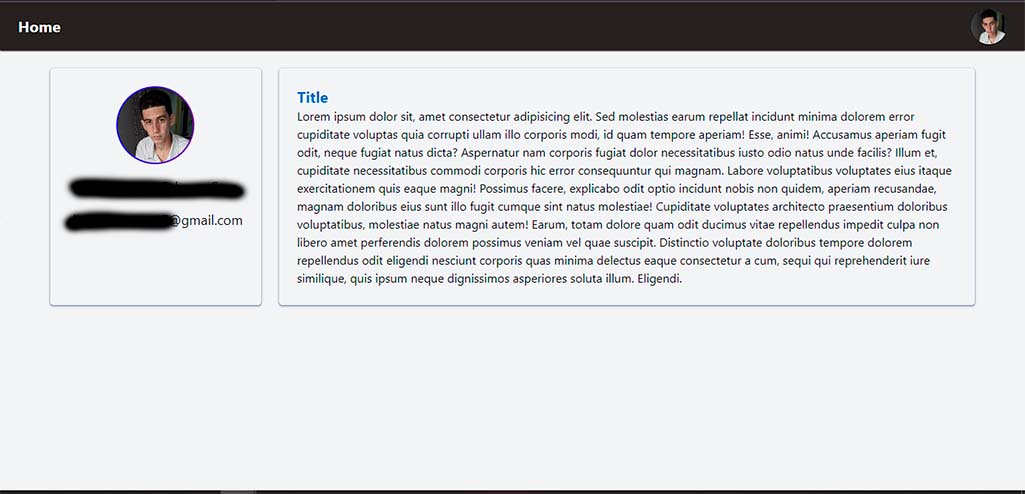 Home
@gmail.com
Title
Lorem ipsum dolor sit, amet consectetur adipisicing elit. Sed molestias earum repellat incidunt minima dolorem error
cupiditate voluptas quia corrupti ullam illo corporis modi, id quam tempore aperiam! Esse, animi! Accusamus aperiam fugit
odit, neque fugiat natus dicta? Aspernatur nam corporis fugiat dolor necessitatibus iusto odio natus unde facilis? Illum et,
cupiditate necessitatibus commodi corporis hic error consequuntur qui magnam. Labore voluptatibus voluptates eius itaque
exercitationem quis eaque magni! Possimus facere, explicabo odit optio incidunt nobis non quidem, aperiam recusandae,
magnam doloribus eius sunt illo fugit cumque sint natus molestiae! Cupiditate voluptates architecto praesentium doloribus
voluptatibus, molestiae natus magni autem! Earum, totam dolore quam odit ducimus vitae repellendus impedit culpa non
libero amet perferendis dolorem possimus veniam vel quae suscipit. Distinctio voluptate doloribus tempore dolorem
repellendus odit eligendi nesciunt corporis quas minima delectus eaque consectetur a cum, sequi qui reprehenderit iure
similique, quis ipsum neque dignissimos asperiores soluta illum. Eligendi.